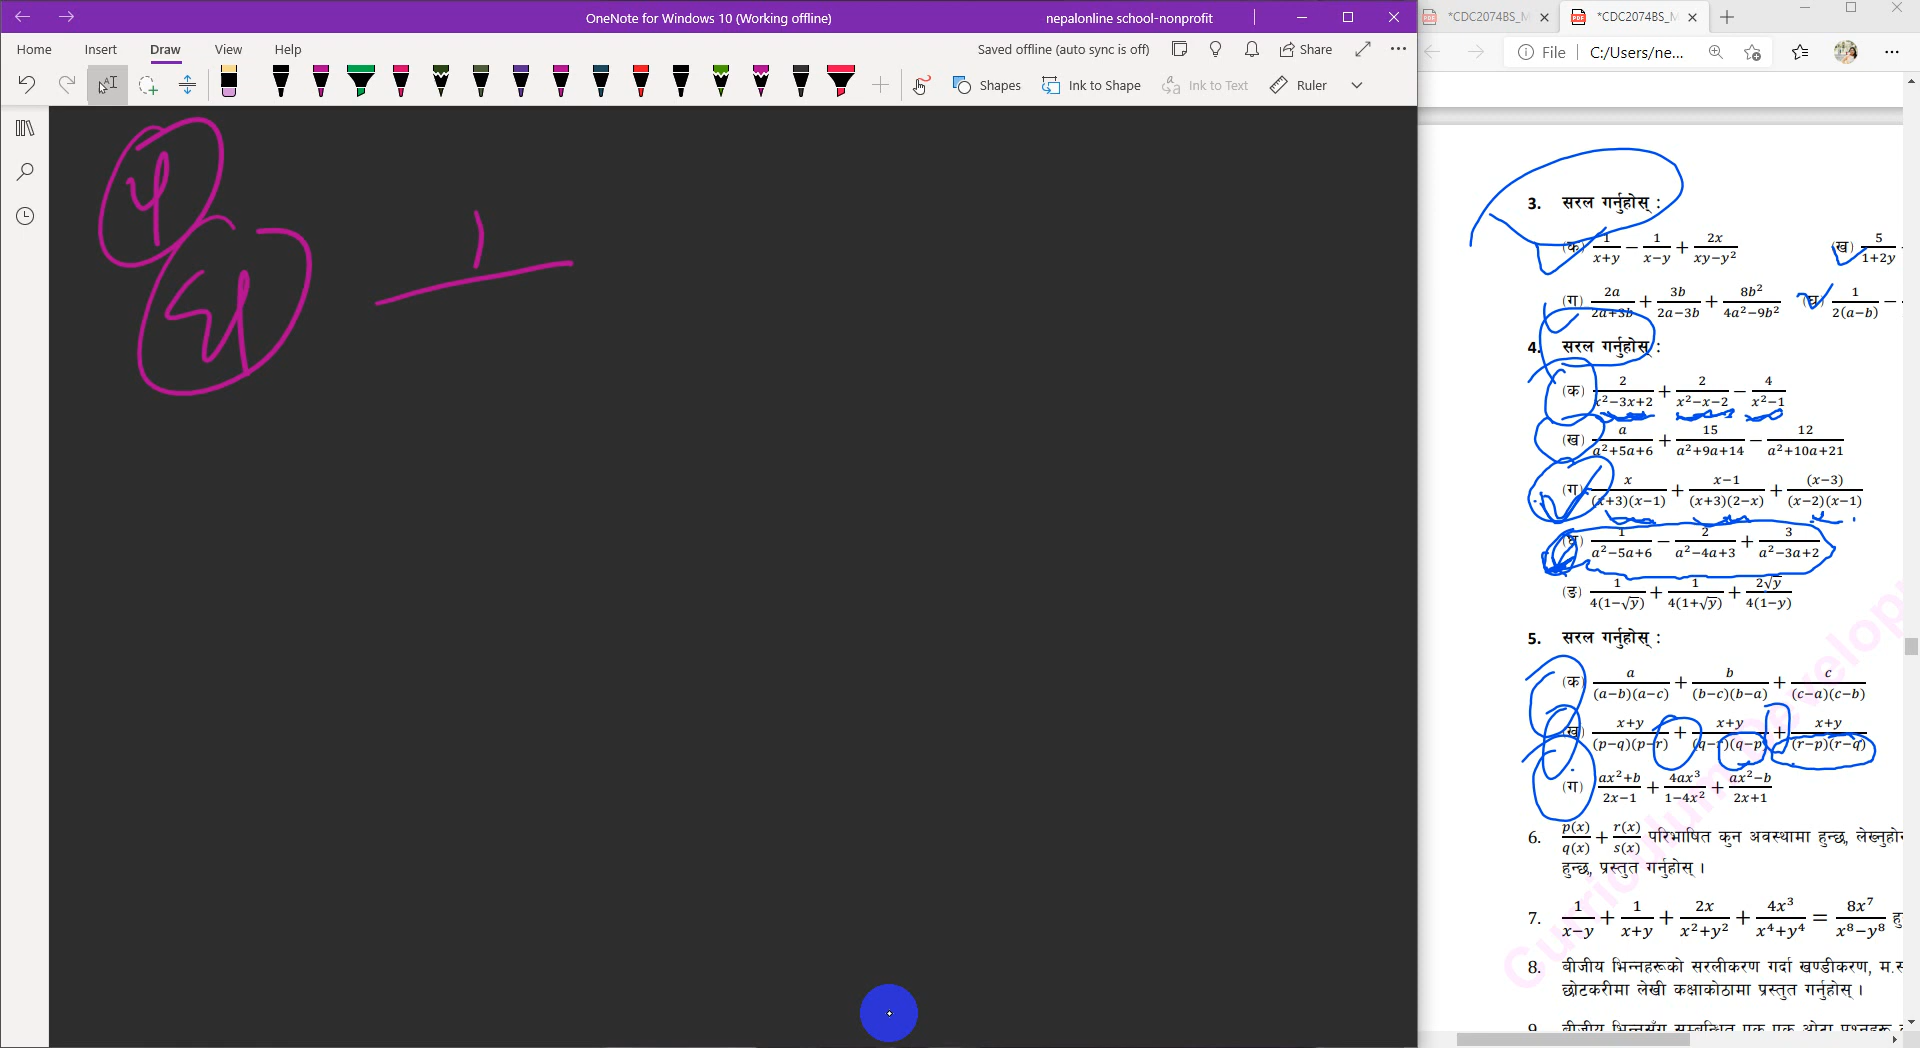 OneNote for Windows 10 (Working offline)
nepalonline school-nonprofit
*CDC2074BS_M
*CDC2074BS_M
Home Insert Draw View Help
Saved offline (auto sync is off)
Share
File
C:/Users/ne...
Shapes
Ink to Shape
Ink to Text
Ruler
४
घ
1
3. सरल गर्नुहोस् :
(क) 1/(x+y) − 1/(x−y) + 2x/(xy−y²) (ख) 5/(1+2y)
(ग) 2a/(2a+3b) + 3b/(2a−3b) + 8b²/(4a²−9b²) (घ) 1/(2(a−b)) −
4. सरल गर्नुहोस् :
(क) 2/(x²−3x+2) + 2/(x²−x−2) − 4/(x²−1)
(ख) a/(a²+5a+6) + 15/(a²+9a+14) − 12/(a²+10a+21)
(ग) x/((x+3)(x−1)) + (x−1)/((x+3)(2−x)) + (x−3)/((x−2)(x−1))
(घ) 1/(a²−5a+6) − 2/(a²−4a+3) + 3/(a²−3a+2)
(ङ) 1/(4(1−√y)) + 1/(4(1+√y)) + 2√y/(4(1−y))
5. सरल गर्नुहोस् :
(क) a/((a−b)(a−c)) + b/((b−c)(b−a)) + c/((c−a)(c−b))
(ख) (x+y)/((p−q)(p−r)) + (x+y)/((q−r)(q−p)) + (x+y)/((r−p)(r−q))
(ग) (ax²+b)/(2x−1) + 4ax³/(1−4x²) + (ax²−b)/(2x+1)
6. p(x)/q(x) + r(x)/s(x) परिभाषित कुन अवस्थामा हुन्छ,
हुन्छ, प्रस्तुत गर्नुहोस् ।
7. 1/(x−y) + 1/(x+y) + 2x/(x²+y²) + 4x³/(x⁴+y⁴) = 8x⁷/(x⁸−y⁸)
8. बीजीय भिन्नहरूको सरलीकरण गर्दा खण्डीकरण,
छोटकरीमा लेखी कक्षाकोठामा प्रस्तुत गर्नुहोस् ।